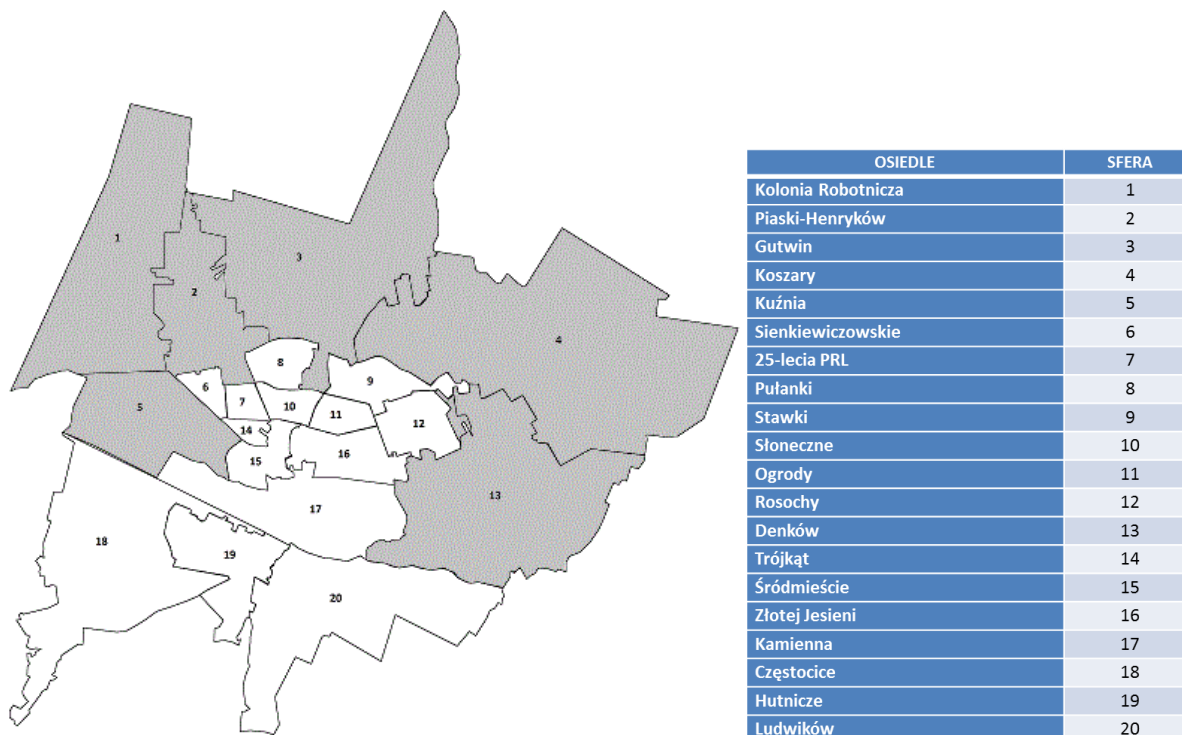 1
2
3
4
5
6
7
8
9
10
11
12
13
14
15
16
17
18
19
20
OSIEDLE SFERA
Kolonia Robotnicza 1
Piaski-Henryków 2
Gutwin 3
Koszary 4
Kuźnia 5
Sienkiewiczowskie 6
25-lecia PRL 7
Pułanki 8
Stawki 9
Słoneczne 10
Ogrody 11
Rosochy 12
Denków 13
Trójkąt 14
Śródmieście 15
Złotej Jesieni 16
Kamienna 17
Częstocice 18
Hutnicze 19
Ludwików 20